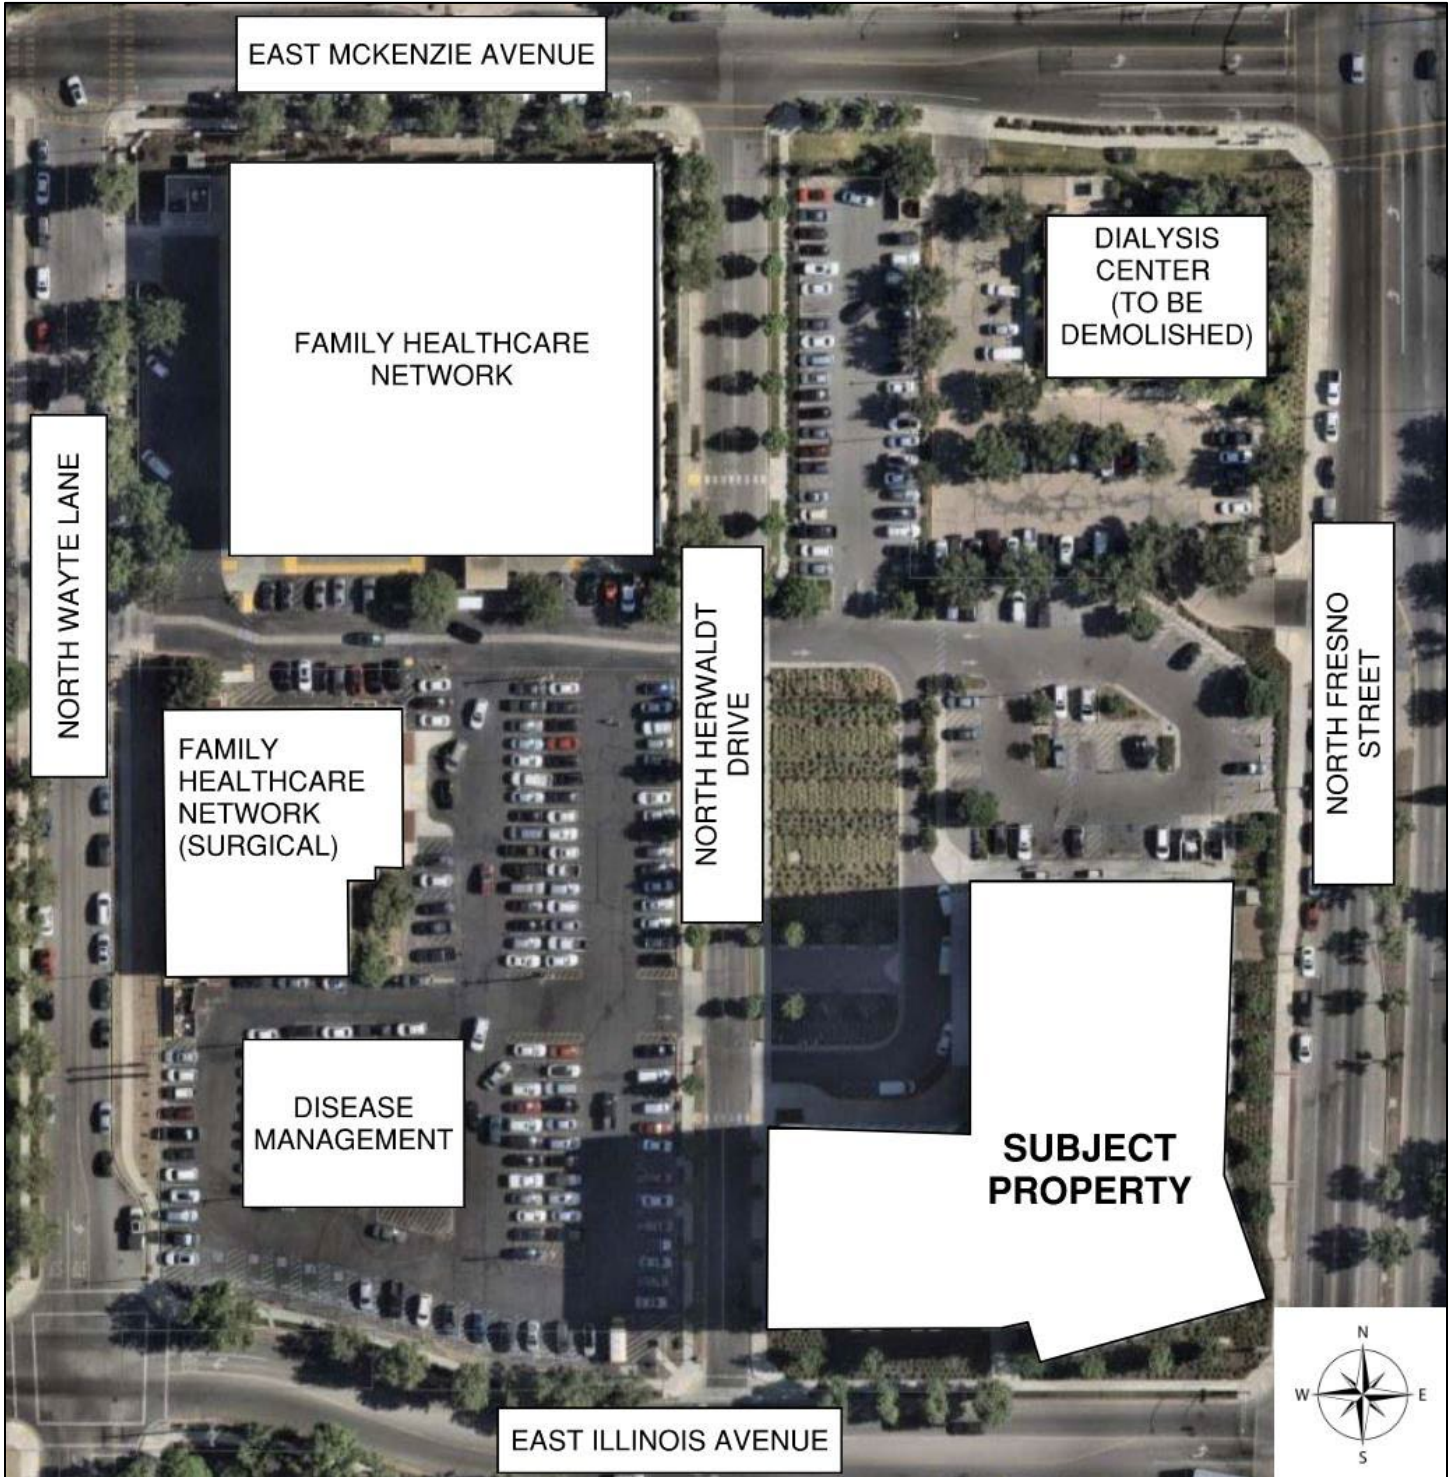 EAST MCKENZIE AVENUE
DIALYSIS
CENTER
(TO BE
DEMOLISHED)
FAMILY HEALTHCARE
NETWORK
NORTH WAYTE LANE
NORTH HERWALDT
DRIVE
NORTH FRESNO
STREET
FAMILY
HEALTHCARE
NETWORK
(SURGICAL)
DISEASE
MANAGEMENT
SUBJECT
PROPERTY
EAST ILLINOIS AVENUE
N
W
E
S